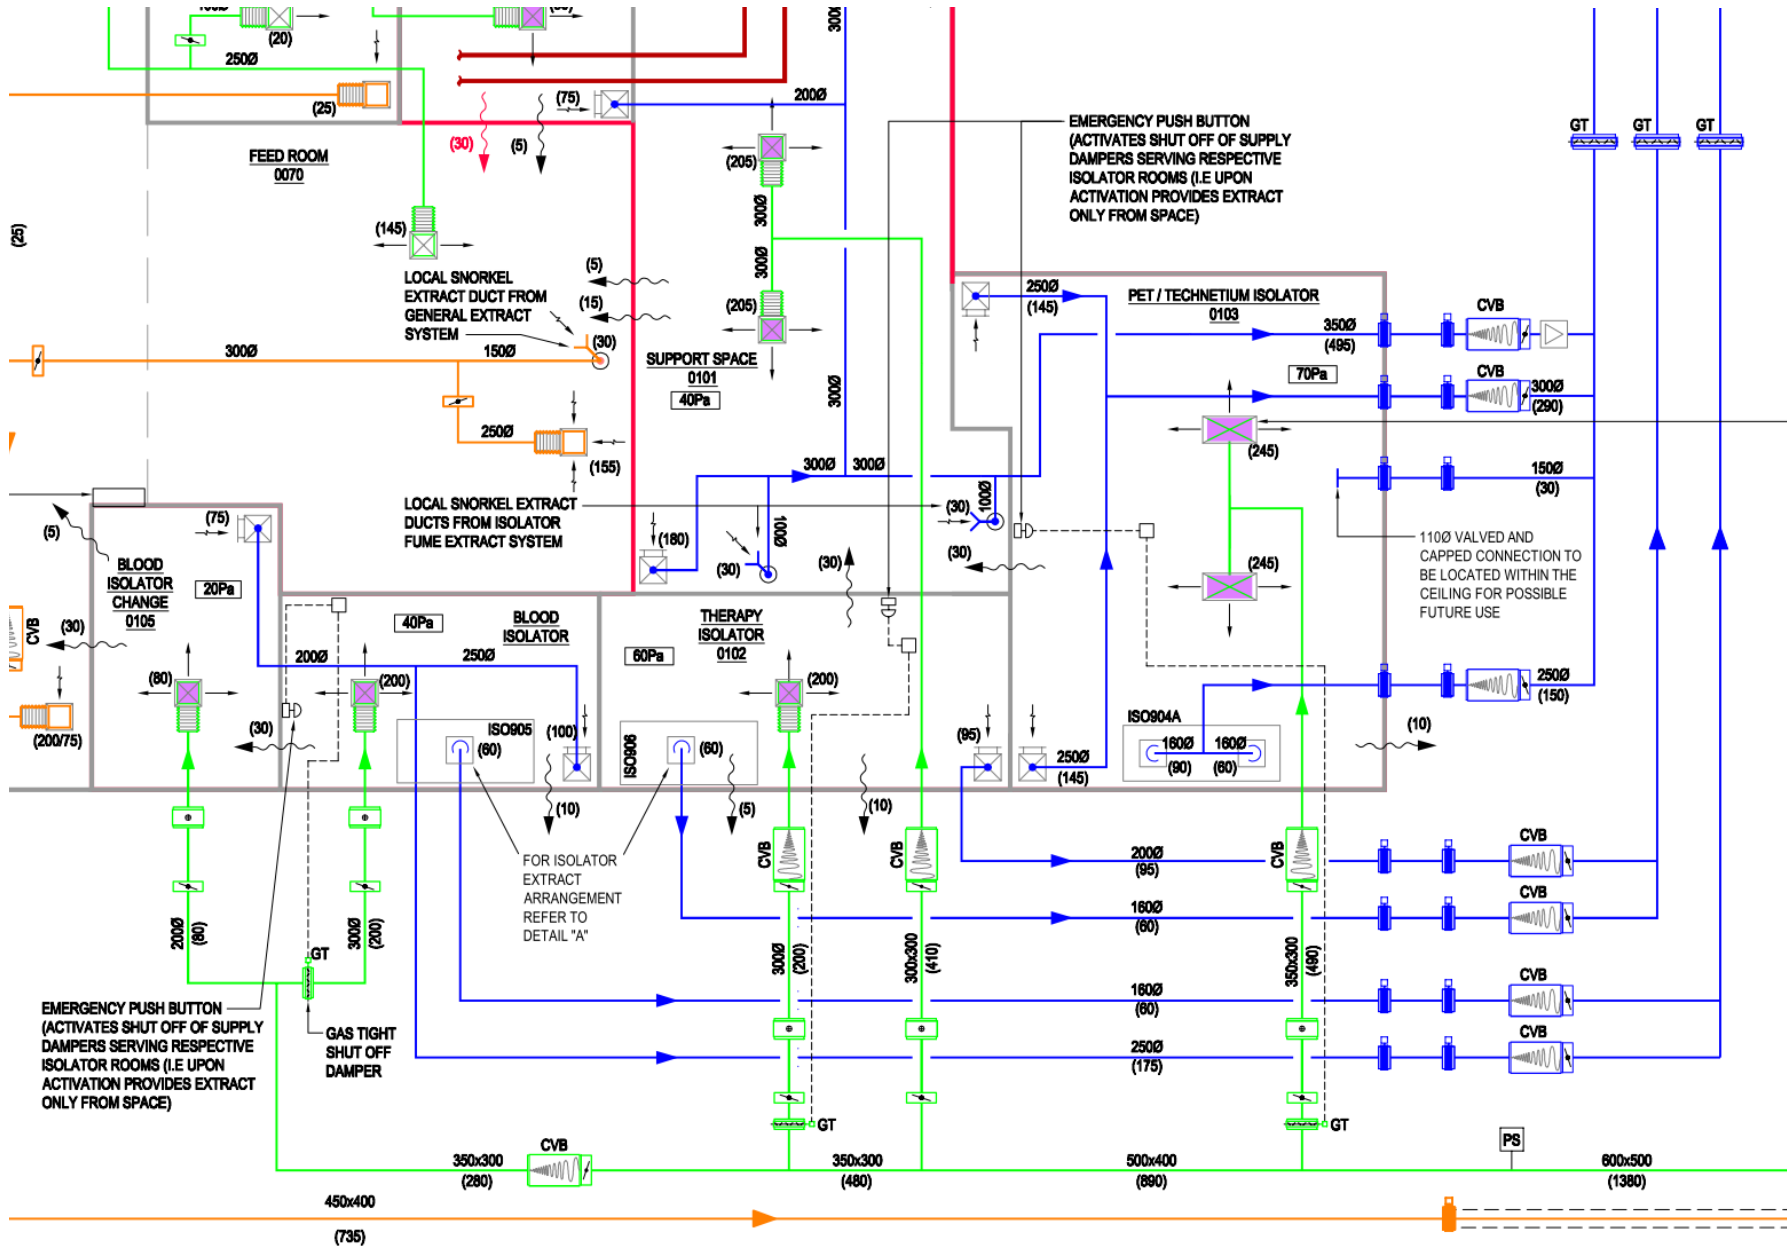 (20)
250Ø
(25)
(75)
200Ø
(30)
(5)
FEED ROOM
0070
(145)
(25)
(205)
300Ø
300Ø
(205)
EMERGENCY PUSH BUTTON
(ACTIVATES SHUT OFF OF SUPPLY
DAMPERS SERVING RESPECTIVE
ISOLATOR ROOMS (I.E UPON
ACTIVATION PROVIDES EXTRACT
ONLY FROM SPACE)
GT
GT
GT
LOCAL SNORKEL
EXTRACT DUCT FROM
GENERAL EXTRACT
SYSTEM
(5)
(15)
(30)
300Ø
150Ø
250Ø
(155)
SUPPORT SPACE
0101
40Pa
300Ø
250Ø
(145)
PET / TECHNETIUM ISOLATOR
0103
70Pa
350Ø
(495)
CVB
CVB
300Ø
(290)
(245)
150Ø
(30)
(245)
110Ø VALVED AND
CAPPED CONNECTION TO
BE LOCATED WITHIN THE
CEILING FOR POSSIBLE
FUTURE USE
LOCAL SNORKEL EXTRACT
DUCTS FROM ISOLATOR
FUME EXTRACT SYSTEM
300Ø
300Ø
(180)
100Ø
(30)
(30)
100Ø
(30)
(30)
(5)
(75)
BLOOD
ISOLATOR
CHANGE
0105
20Pa
CVB
(30)
(80)
(200/75)
40Pa
BLOOD
ISOLATOR
200Ø
250Ø
(200)
(30)
ISO905
(60)
(100)
(10)
THERAPY
ISOLATOR
0102
60Pa
ISO906
(60)
(200)
(5)
(10)
(95)
250Ø
(145)
ISO904A
160Ø
(90)
160Ø
(60)
(10)
250Ø
(150)
FOR ISOLATOR
EXTRACT
ARRANGEMENT
REFER TO
DETAIL "A"
CVB
CVB
CVB
200Ø
(95)
CVB
160Ø
(60)
CVB
160Ø
(60)
CVB
250Ø
(175)
CVB
200Ø
(80)
300Ø
(200)
GT
300Ø
(200)
300x300
(410)
350x300
(490)
EMERGENCY PUSH BUTTON
(ACTIVATES SHUT OFF OF SUPPLY
DAMPERS SERVING RESPECTIVE
ISOLATOR ROOMS (I.E UPON
ACTIVATION PROVIDES EXTRACT
ONLY FROM SPACE)
GAS TIGHT
SHUT OFF
DAMPER
GT
GT
PS
350x300
(280)
CVB
350x300
(480)
500x400
(890)
600x500
(1380)
450x400
(735)